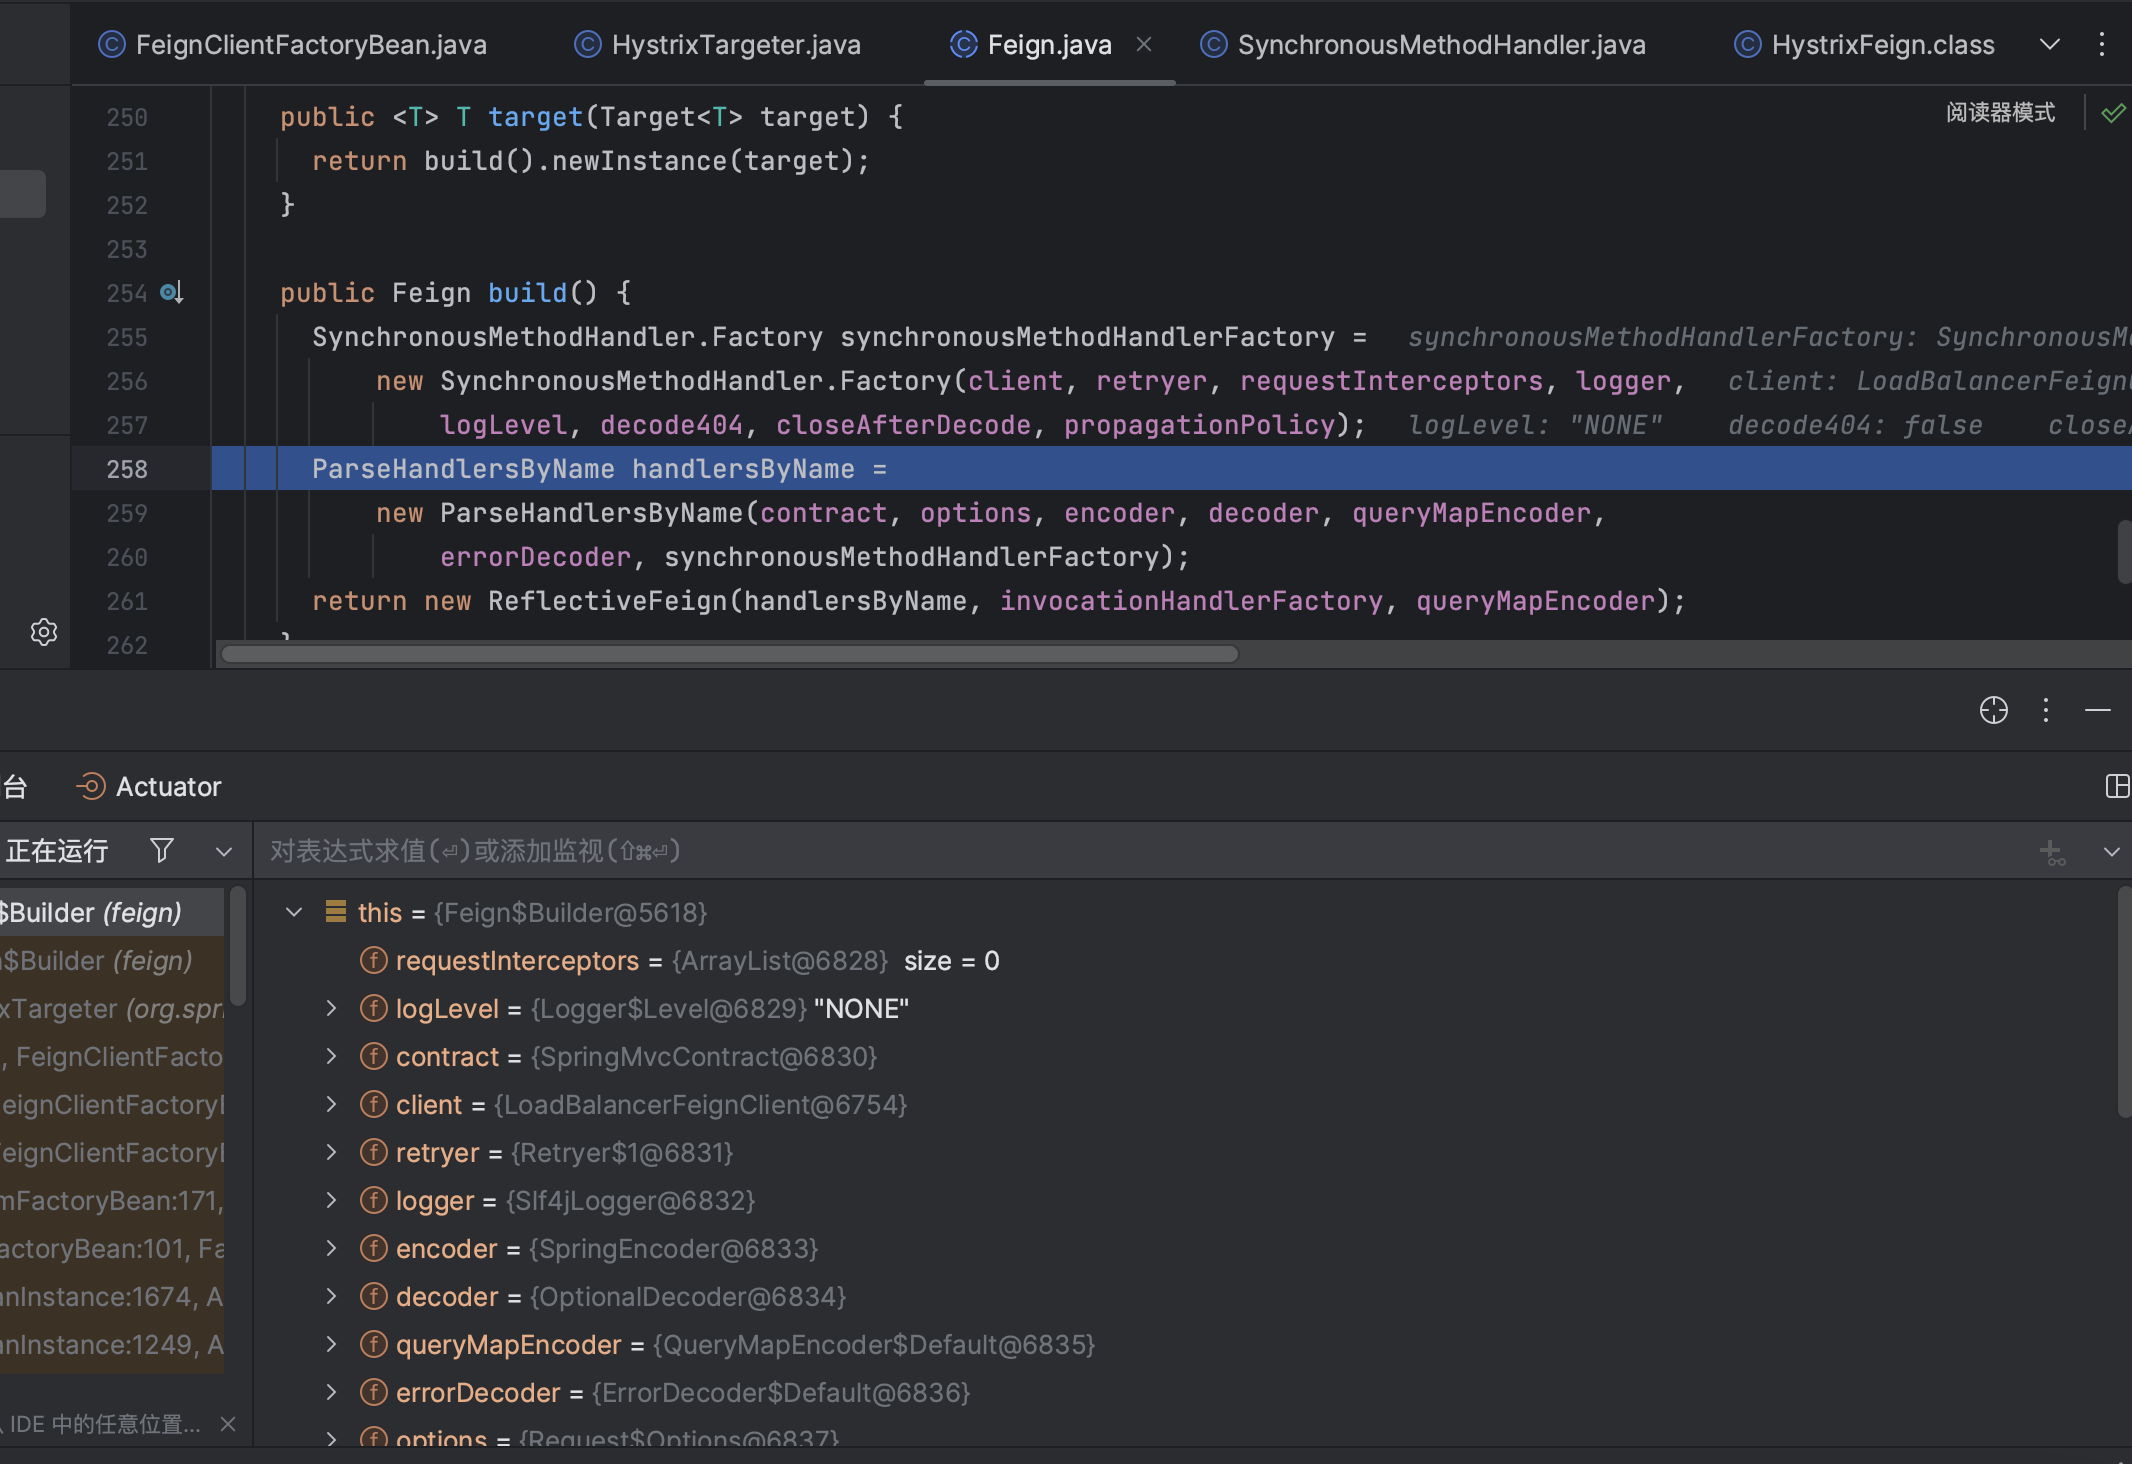 FeignClientFactoryBean.java HystrixTargeter.java Feign.java SynchronousMethodHandler.java HystrixFeign.class
阅读器模式
250 public <T> T target(Target<T> target) {
251 return build().newInstance(target);
252 }
253
254 public Feign build() {
255 SynchronousMethodHandler.Factory synchronousMethodHandlerFactory = synchronousMethodHandlerFactory: SynchronousM
256 new SynchronousMethodHandler.Factory(client, retryer, requestInterceptors, logger, client: LoadBalancerFeign
257 logLevel, decode404, closeAfterDecode, propagationPolicy); logLevel: "NONE" decode404: false close
258 ParseHandlersByName handlersByName =
259 new ParseHandlersByName(contract, options, encoder, decoder, queryMapEncoder,
260 errorDecoder, synchronousMethodHandlerFactory);
261 return new ReflectiveFeign(handlersByName, invocationHandlerFactory, queryMapEncoder);
262 }
台 Actuator
正在运行
对表达式求值(⏎)或添加监视(⇧⌘⏎)
$Builder (feign)
$Builder (feign)
xTargeter (org.spri
, FeignClientFacto
eignClientFactory
eignClientFactory
mFactoryBean:171,
actoryBean:101, Fa
anInstance:1674, A
anInstance:1249, A
IDE 中的任意位置...
this = {Feign$Builder@5618}
requestInterceptors = {ArrayList@6828} size = 0
logLevel = {Logger$Level@6829} "NONE"
contract = {SpringMvcContract@6830}
client = {LoadBalancerFeignClient@6754}
retryer = {Retryer$1@6831}
logger = {Slf4jLogger@6832}
encoder = {SpringEncoder@6833}
decoder = {OptionalDecoder@6834}
queryMapEncoder = {QueryMapEncoder$Default@6835}
errorDecoder = {ErrorDecoder$Default@6836}
options = {Request$Options@6837}